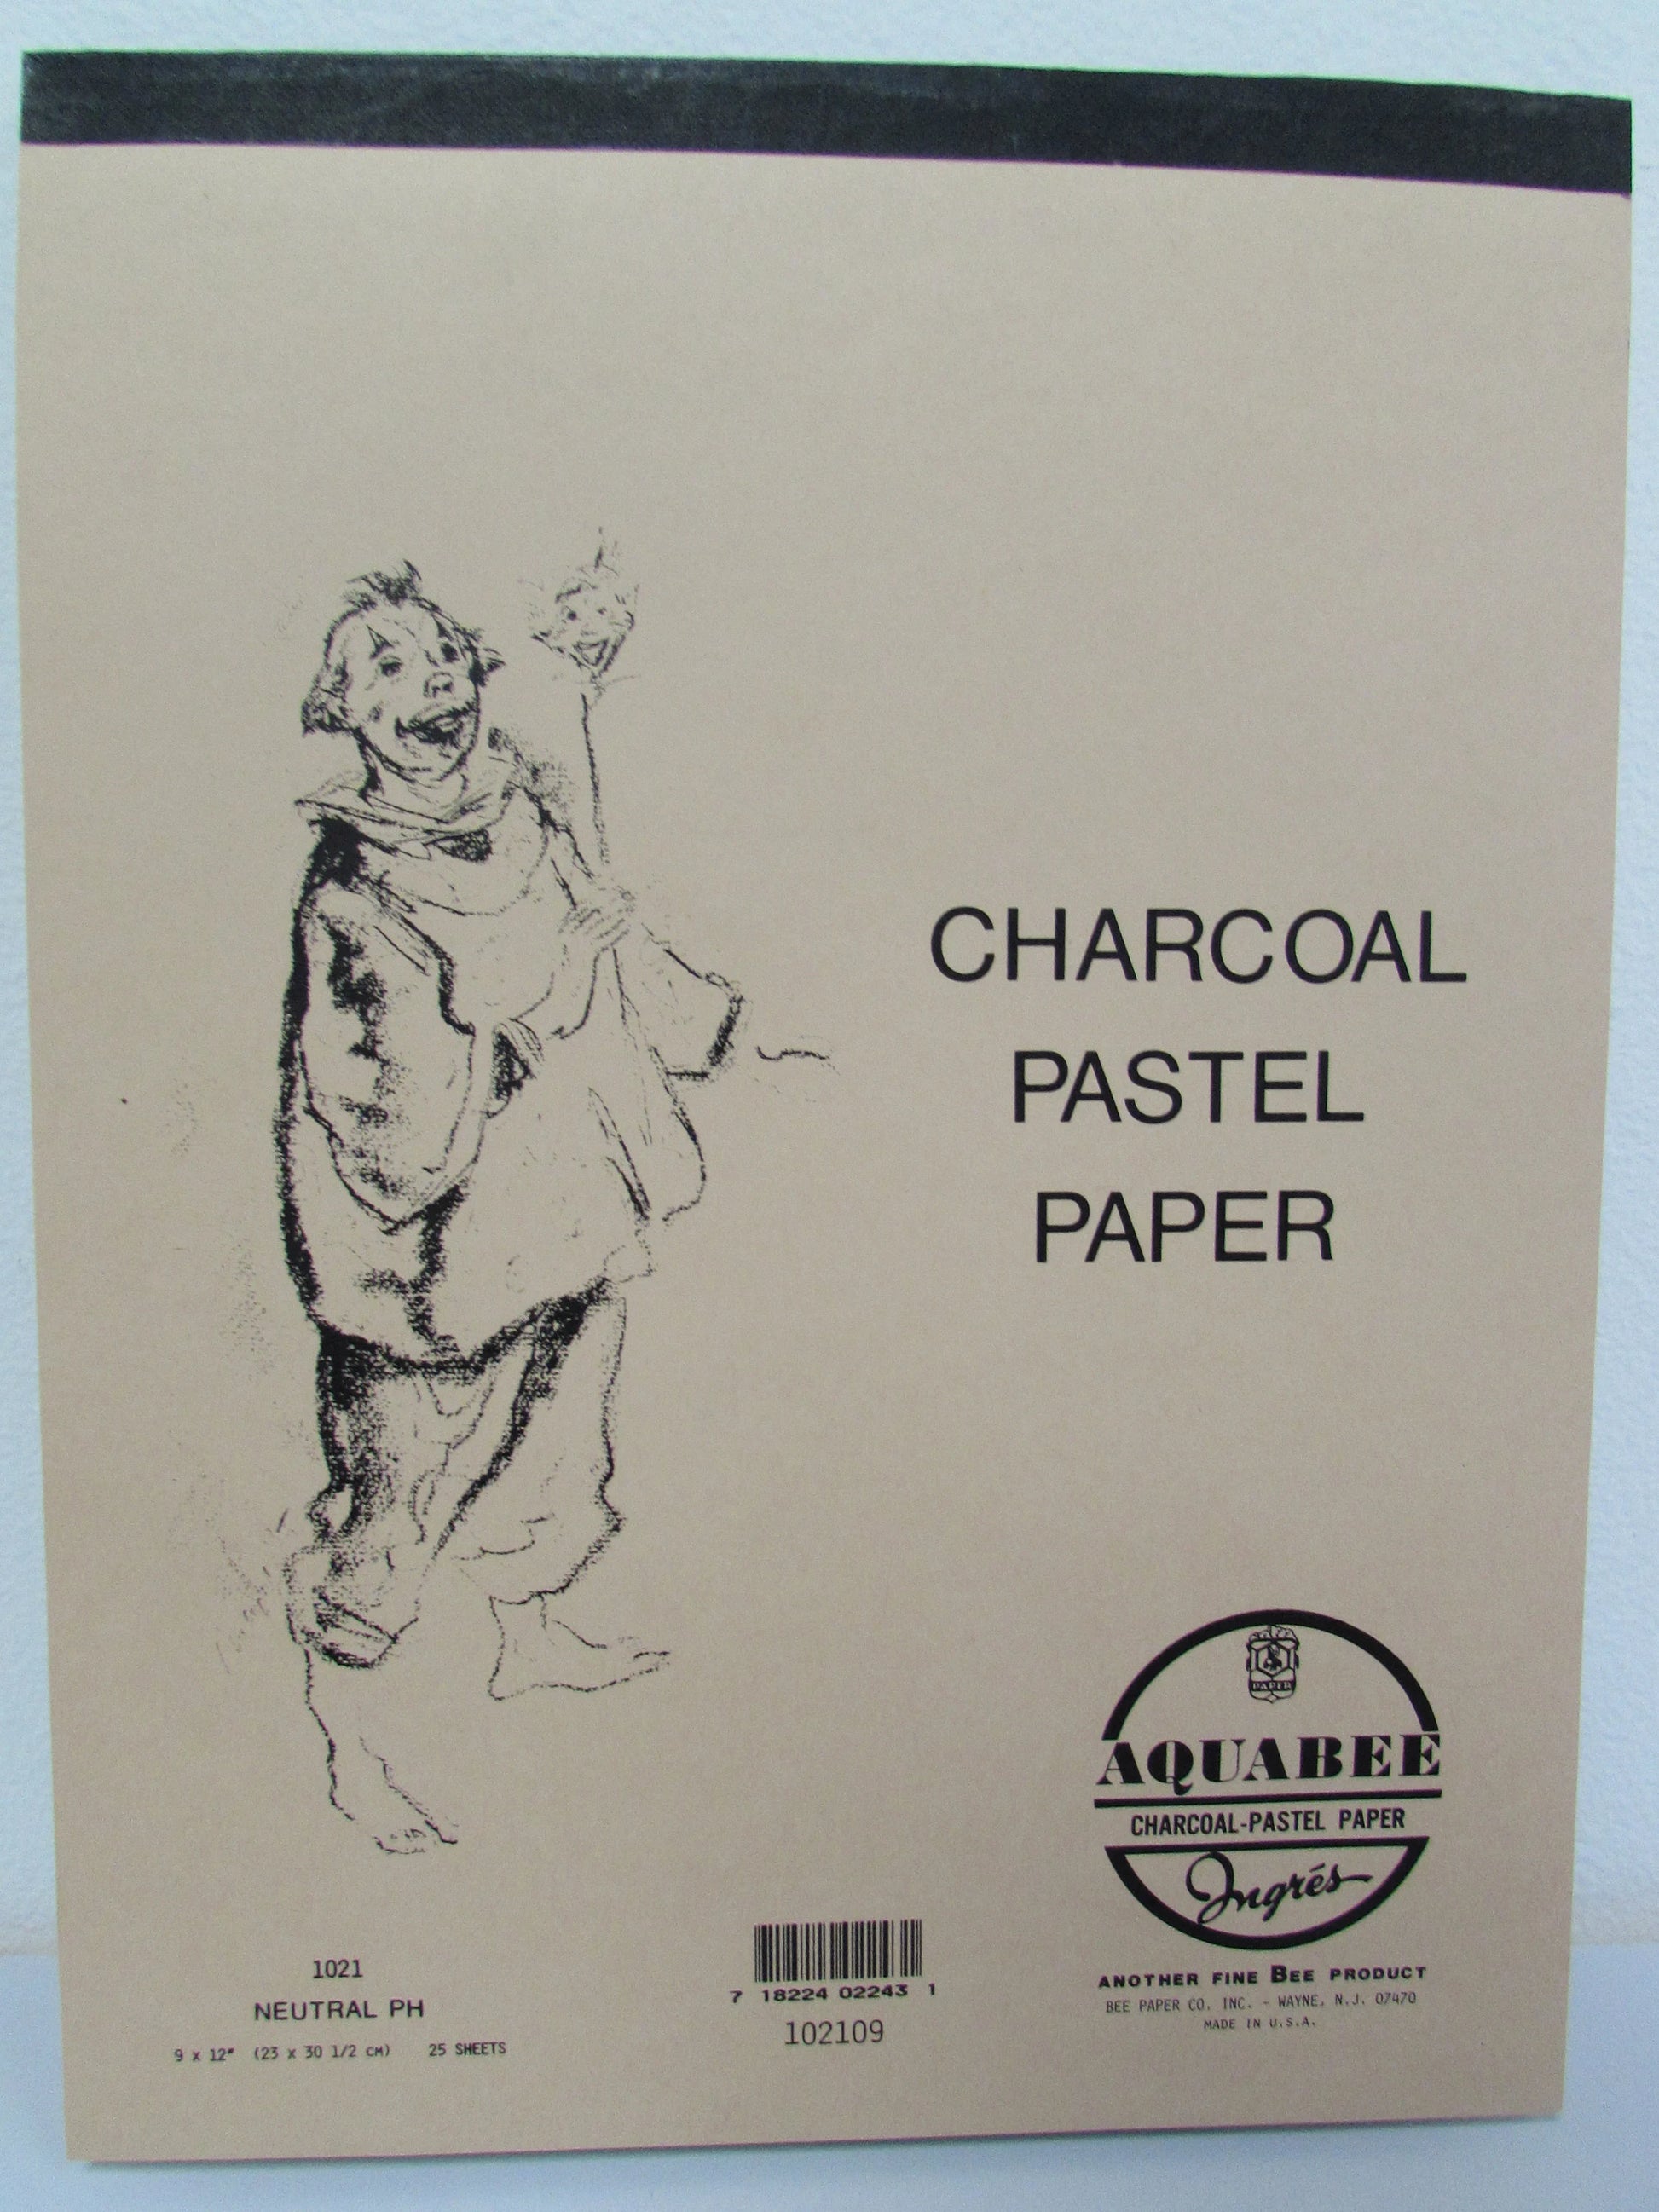 CHARCOAL
PASTEL
PAPER
PAPER
AQUABEE
CHARCOAL-PASTEL PAPER
Ingrés
ANOTHER FINE BEE PRODUCT
BEE PAPER CO. INC. - WAYNE, N.J. 07470
MADE IN U.S.A.
1021
NEUTRAL PH
9 x 12" (23 x 30 1/2 CM) 25 SHEETS
7 18224 02243 1
102109